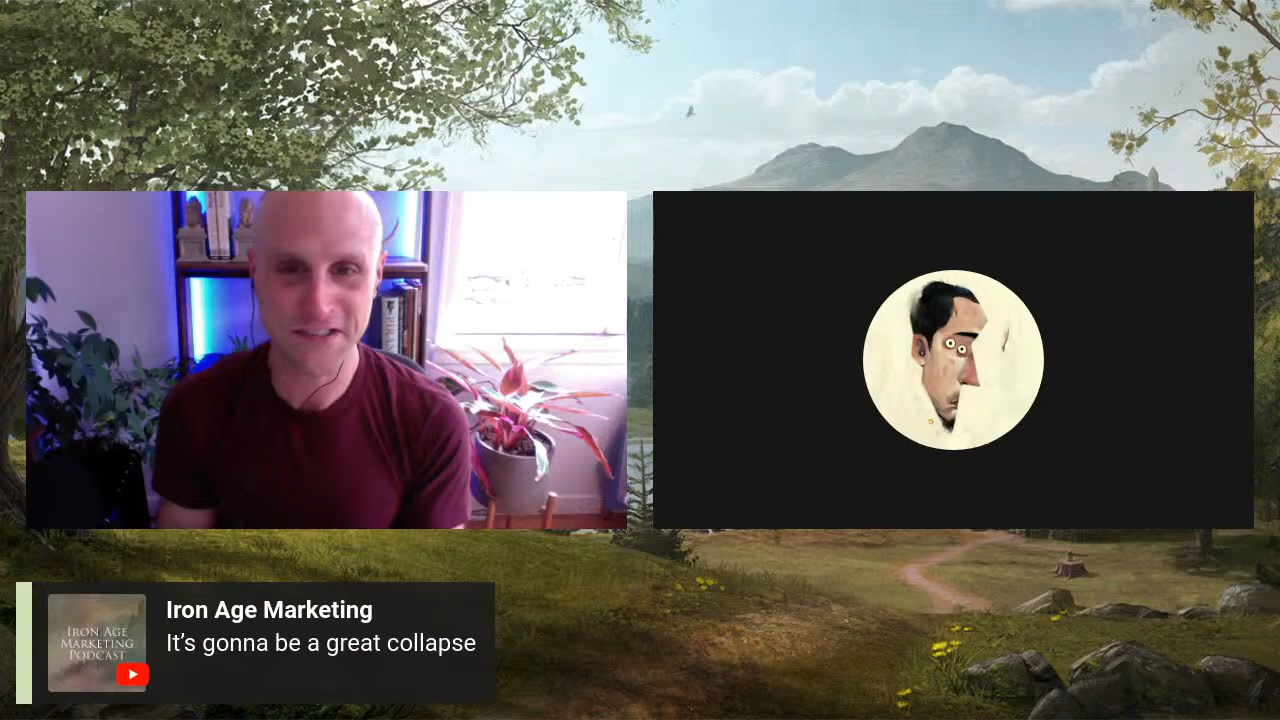 Iron Age Marketing
It’s gonna be a great collapse
IRON AGE
MARKETING
PODCAST